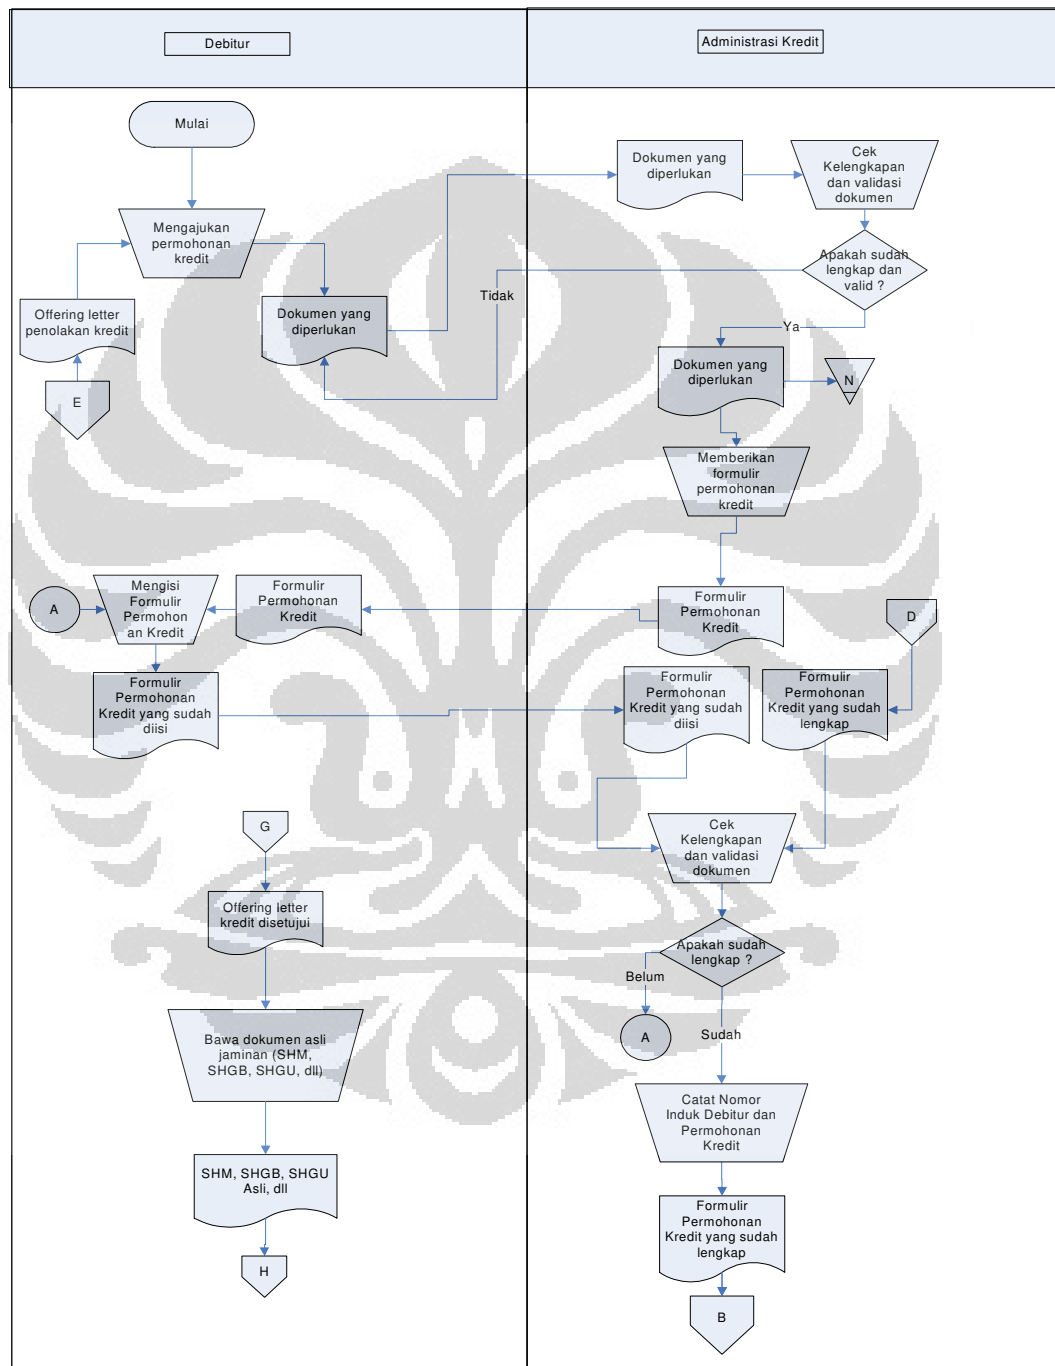 Debitur
Administrasi Kredit
Mulai
Dokumen yang
diperlukan
Cek
Kelengkapan
dan validasi
dokumen
Mengajukan
permohonan
kredit
Apakah sudah
lengkap dan
valid ?
Tidak
Offering letter
penolakan kredit
Dokumen yang
diperlukan
Ya
Dokumen yang
diperlukan
N
E
Memberikan
formulir
permohonan
kredit
A
Mengisi
Formulir
Permohon
an Kredit
Formulir
Permohonan
Kredit
Formulir
Permohonan
Kredit
D
Formulir
Permohonan
Kredit yang sudah
diisi
Formulir
Permohonan
Kredit yang sudah
diisi
Formulir
Permohonan
Kredit yang sudah
lengkap
G
Cek
Kelengkapan
dan validasi
dokumen
Offering letter
kredit disetujui
Apakah sudah
lengkap ?
Belum
A
Sudah
Bawa dokumen asli
jaminan (SHM,
SHGB, SHGU, dll)
Catat Nomor
Induk Debitur dan
Permohonan
Kredit
SHM, SHGB, SHGU
Asli, dll
Formulir
Permohonan
Kredit yang sudah
lengkap
H
B